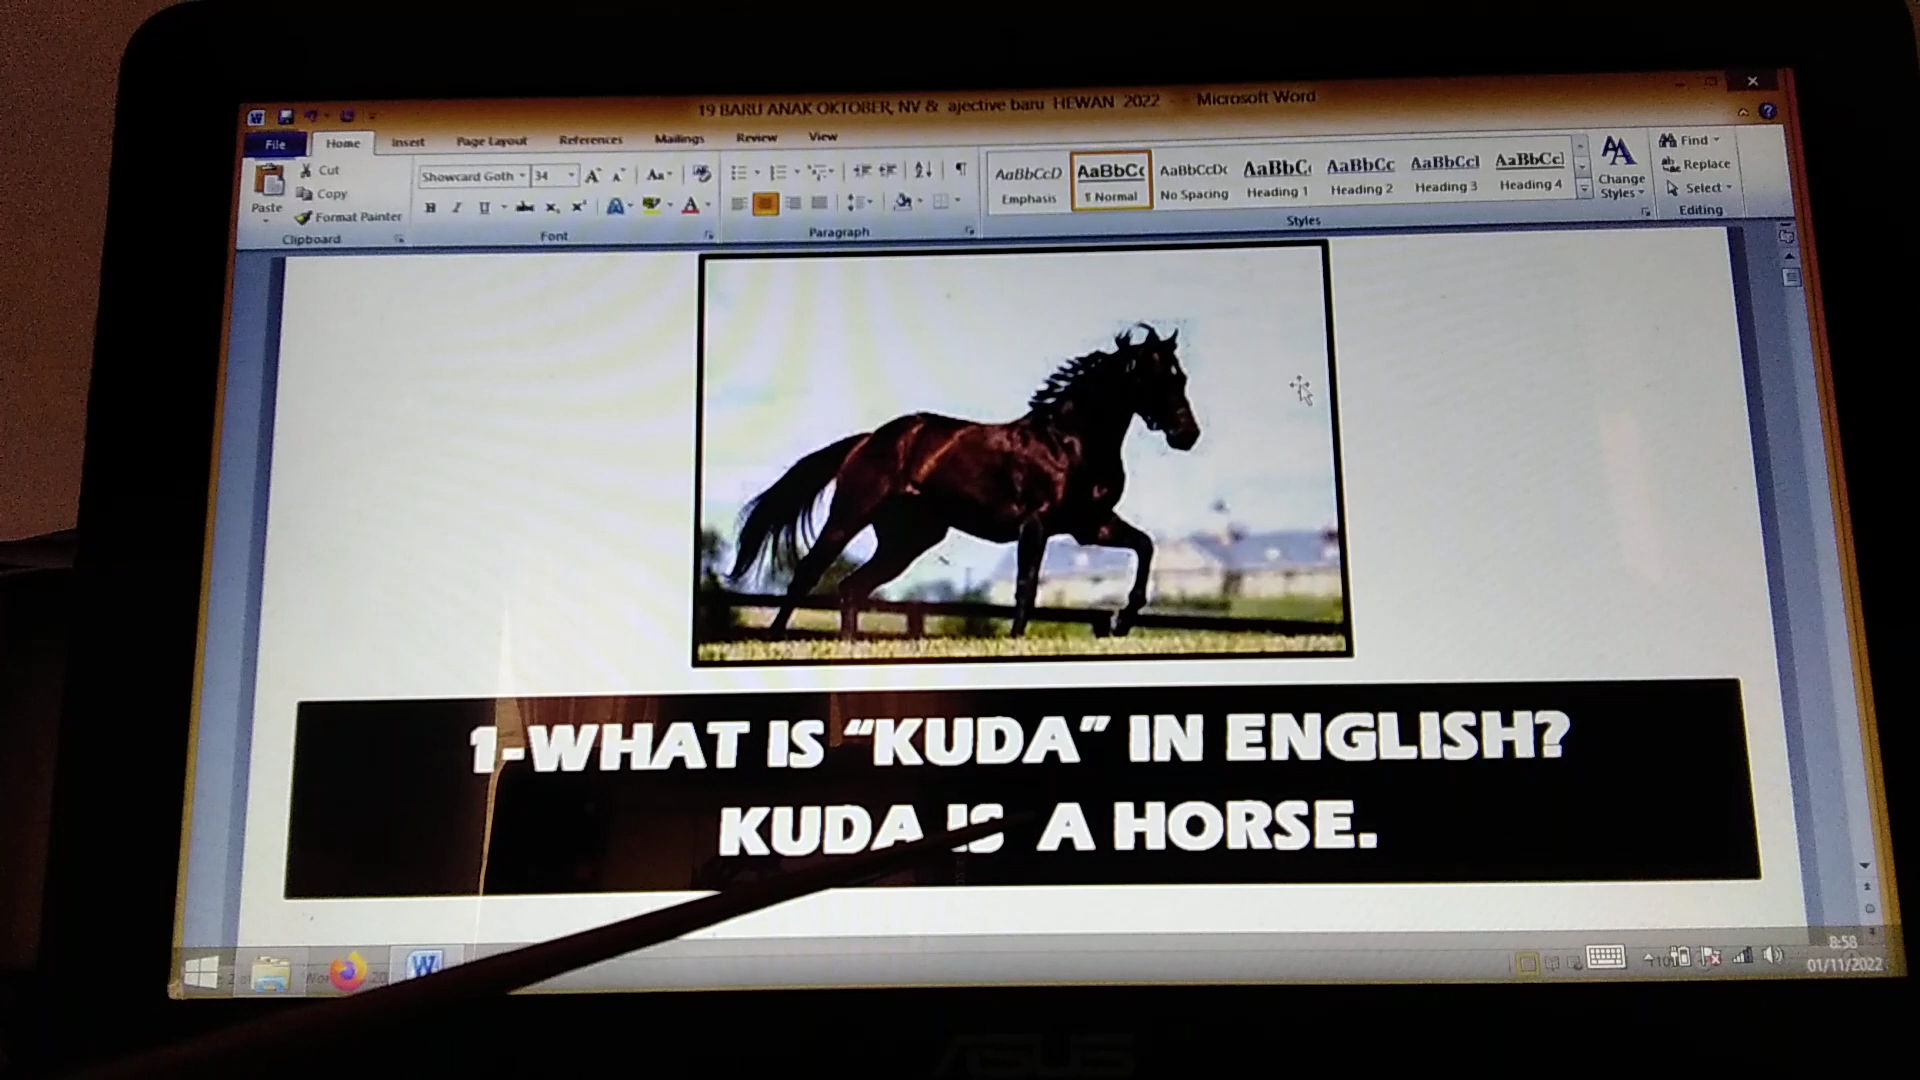 19 BARU ANAK OKTOBER, NV & ajective baru HEWAN 2022 - Microsoft Word
File Home Insert Page Layout References Mailings Review View
Paste
Cut
Copy
Format Painter
Clipboard
Showcard Goth 34
Font
Paragraph
AaBbCcD Emphasis
AaBbCc ¶ Normal
AaBbCcDc No Spacing
AaBbC Heading 1
AaBbCc Heading 2
AaBbCcl Heading 3
AaBbCcl Heading 4
Styles
Change Styles
Find
Replace
Select
Editing
1-WHAT IS “KUDA” IN ENGLISH?
KUDA IS A HORSE.
8:58
01/11/2022
ASUS